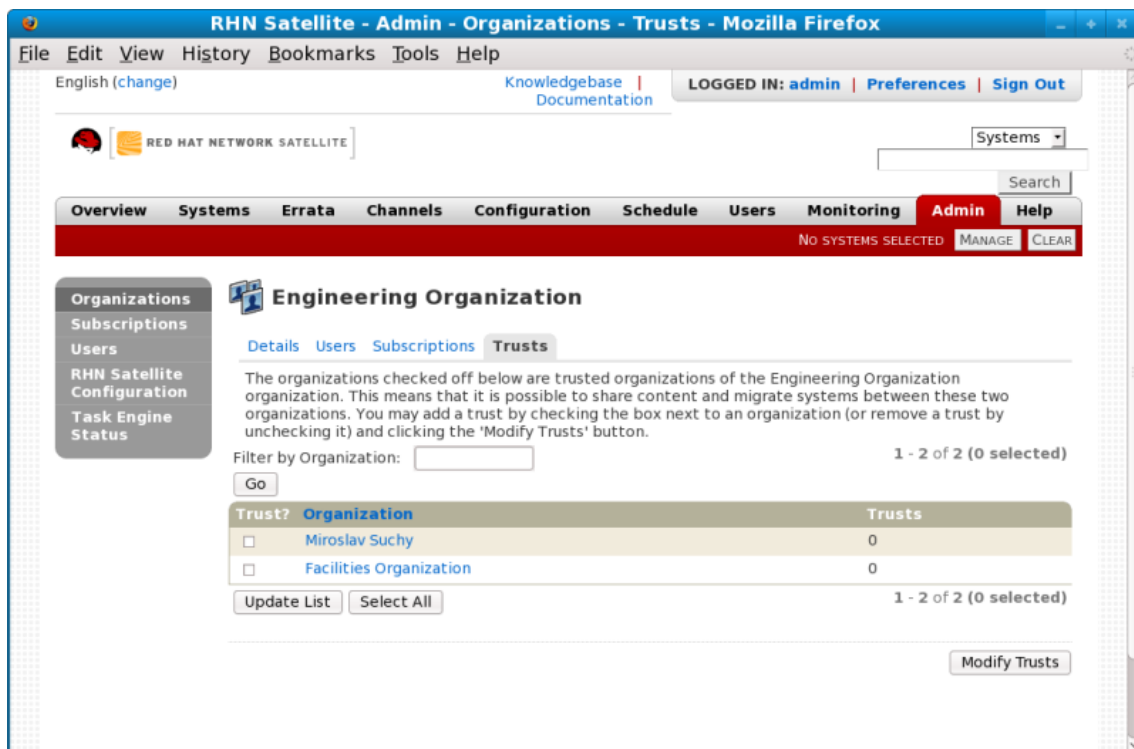 RHN Satellite - Admin - Organizations - Trusts - Mozilla Firefox
File Edit View History Bookmarks Tools Help
English (change)
Knowledgebase |
Documentation
LOGGED IN: admin | Preferences | Sign Out
RED HAT NETWORK SATELLITE
Systems
Search
Overview Systems Errata Channels Configuration Schedule Users Monitoring Admin Help
NO SYSTEMS SELECTED MANAGE CLEAR
Organizations
Subscriptions
Users
RHN Satellite
Configuration
Task Engine
Status
Engineering Organization
Details Users Subscriptions Trusts
The organizations checked off below are trusted organizations of the Engineering Organization
organization. This means that it is possible to share content and migrate systems between these two
organizations. You may add a trust by checking the box next to an organization (or remove a trust by
unchecking it) and clicking the 'Modify Trusts' button.
Filter by Organization:
1 - 2 of 2 (0 selected)
Go
Trust? Organization Trusts
Miroslav Suchy 0
Facilities Organization 0
Update List Select All
1 - 2 of 2 (0 selected)
Modify Trusts